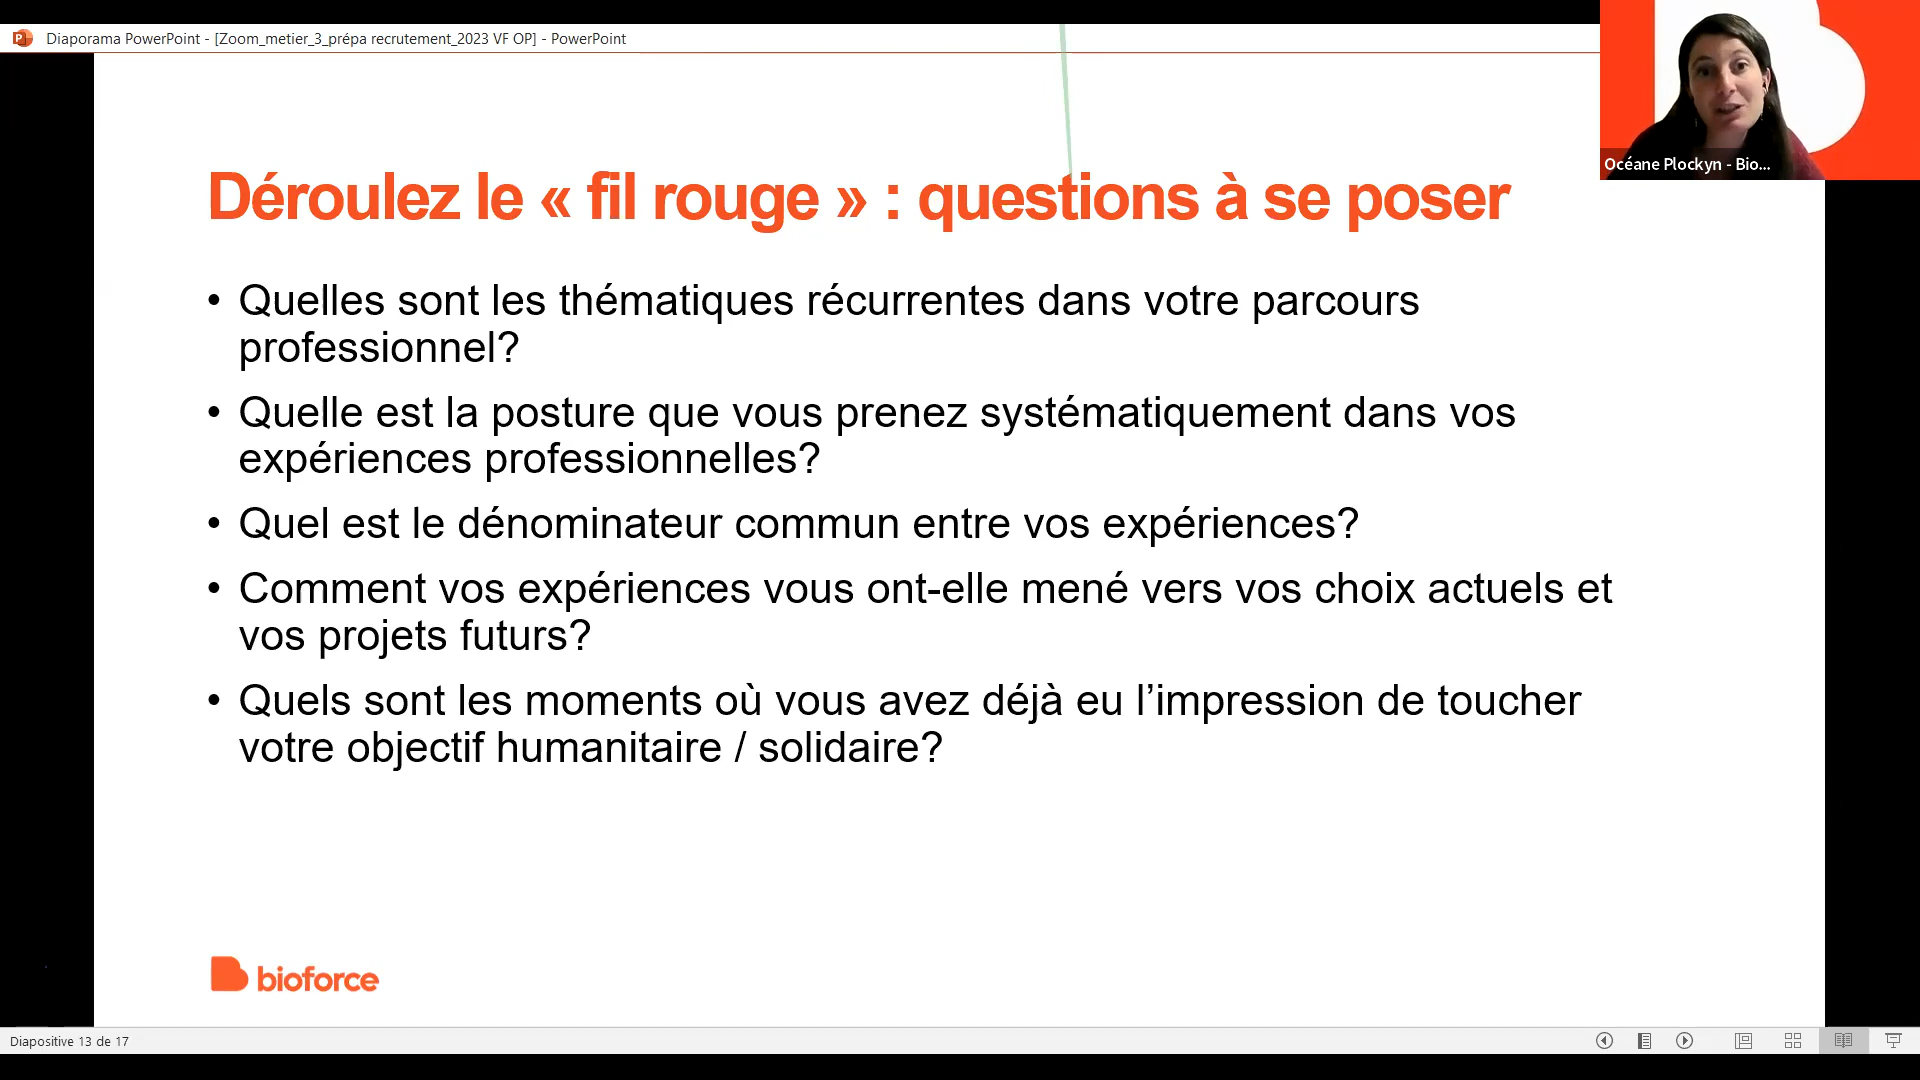 Diaporama PowerPoint - [Zoom_metier_3_prépa recrutement_2023 VF OP] - PowerPoint
Océane Plockyn - Bio...
Déroulez le « fil rouge » : questions à se poser
• Quelles sont les thématiques récurrentes dans votre parcours
professionnel?
• Quelle est la posture que vous prenez systématiquement dans vos
expériences professionnelles?
• Quel est le dénominateur commun entre vos expériences?
• Comment vos expériences vous ont-elle mené vers vos choix actuels et
vos projets futurs?
• Quels sont les moments où vous avez déjà eu l’impression de toucher
votre objectif humanitaire / solidaire?
bioforce
Diapositive 13 de 17